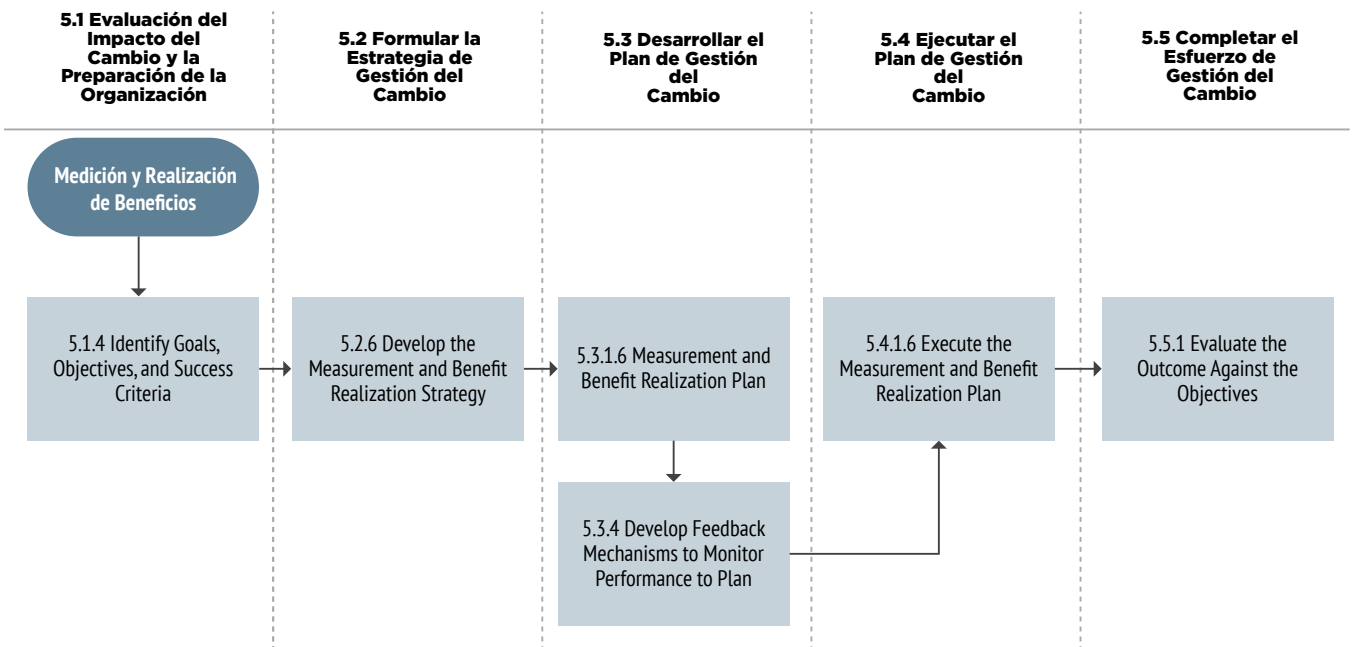 5.1 Evaluación del
Impacto del
Cambio y la
Preparación de la
Organización
5.2 Formular la
Estrategia de
Gestión del
Cambio
5.3 Desarrollar el
Plan de Gestión
del
Cambio
5.4 Ejecutar el
Plan de Gestión
del
Cambio
5.5 Completar el
Esfuerzo de
Gestión del
Cambio
Medición y Realización
de Beneficios
5.1.4 Identify Goals,
Objectives, and Success
Criteria
5.2.6 Develop the
Measurement and Benefit
Realization Strategy
5.3.1.6 Measurement and
Benefit Realization Plan
5.4.1.6 Execute the
Measurement and Benefit
Realization Plan
5.5.1 Evaluate the
Outcome Against the
Objectives
5.3.4 Develop Feedback
Mechanisms to Monitor
Performance to Plan